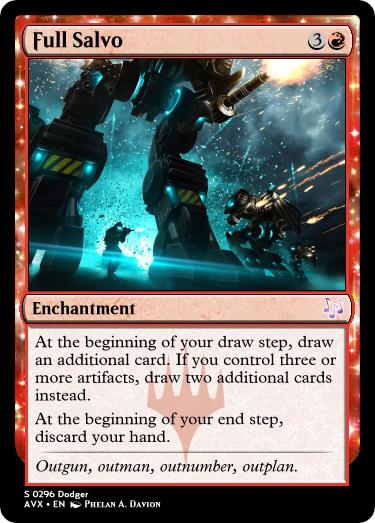 Full Salvo 3
Enchantment
At the beginning of your draw step, draw
an additional card. If you control three or
more artifacts, draw two additional cards
instead.
At the beginning of your end step,
discard your hand.
Outgun, outman, outnumber, outplan.
S 0296 Dodger
AVX • EN Phelan A. Davion